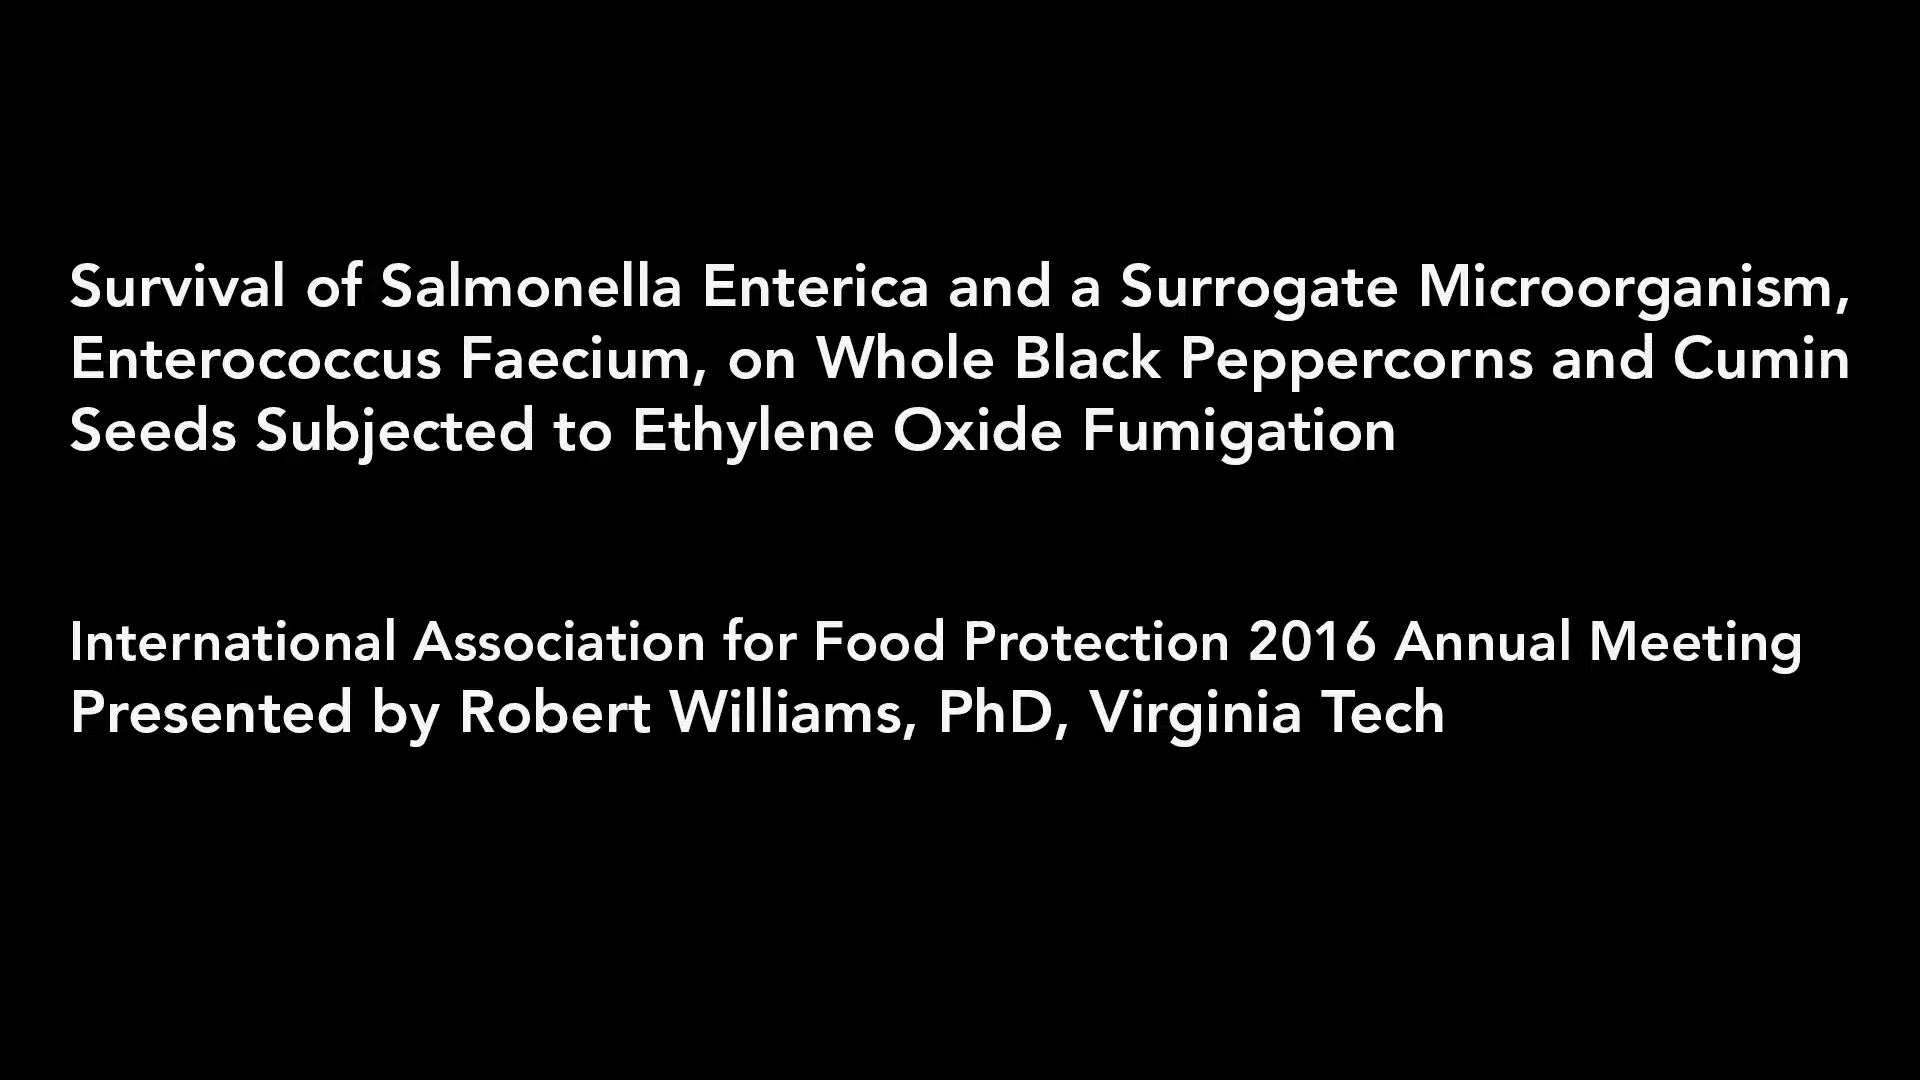 Survival of Salmonella Enterica and a Surrogate Microorganism,
Enterococcus Faecium, on Whole Black Peppercorns and Cumin
Seeds Subjected to Ethylene Oxide Fumigation
International Association for Food Protection 2016 Annual Meeting
Presented by Robert Williams, PhD, Virginia Tech